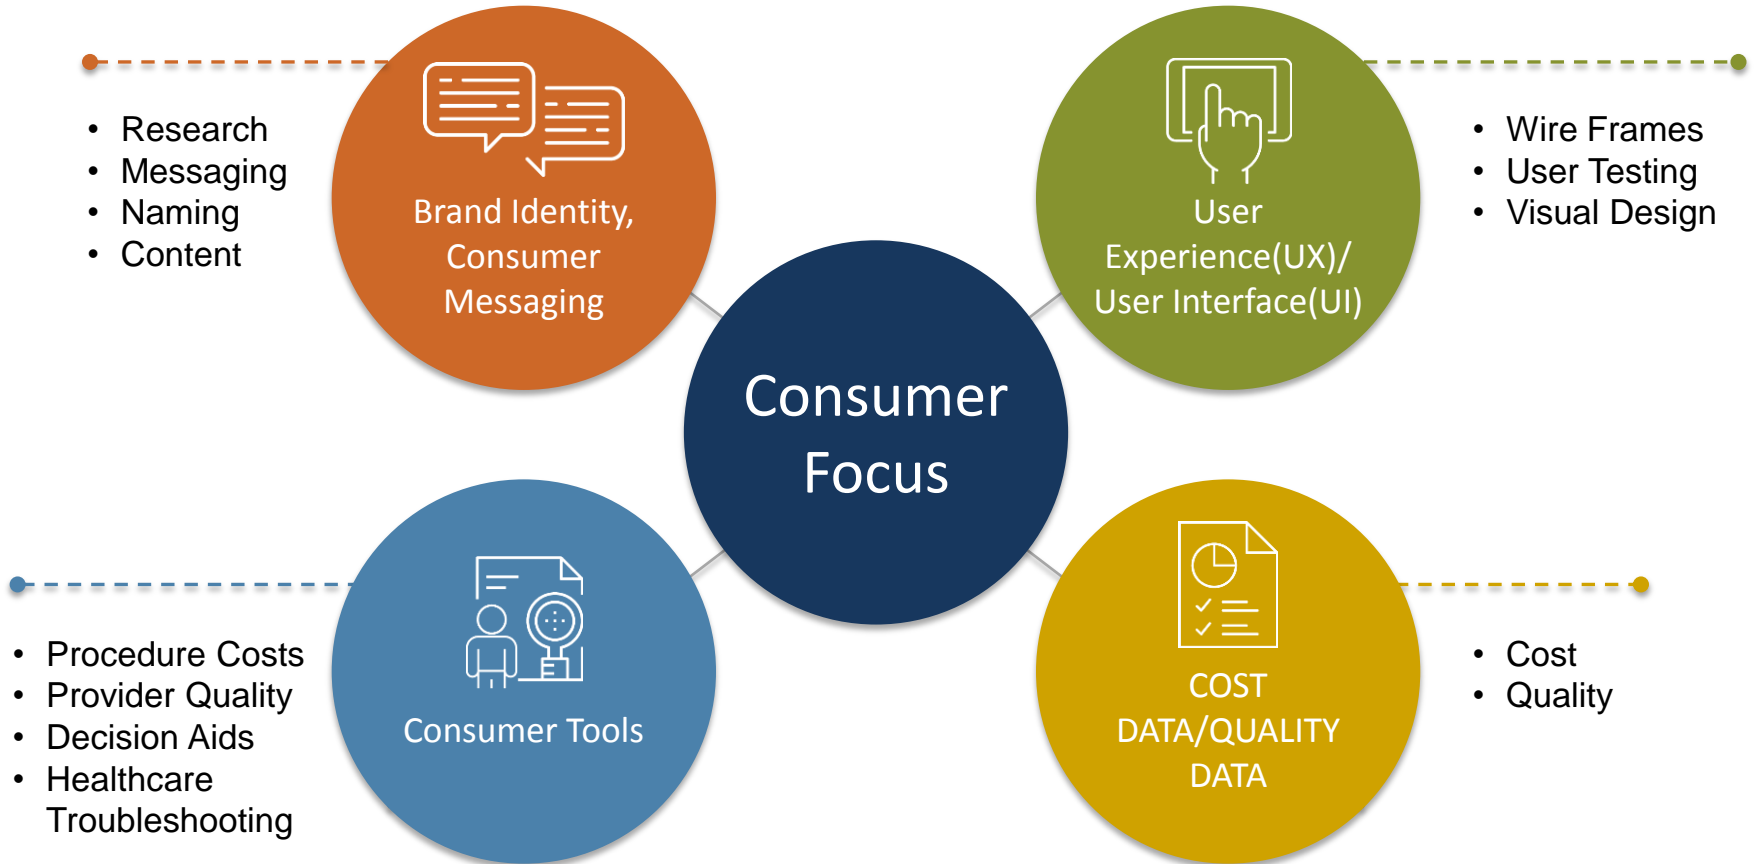 • Research
• Messaging
• Naming
• Content
Brand Identity,
Consumer
Messaging
User
Experience(UX)/
User Interface(UI)
• Wire Frames
• User Testing
• Visual Design
Consumer
Focus
• Procedure Costs
• Provider Quality
• Decision Aids
• Healthcare
Troubleshooting
Consumer Tools
COST
DATA/QUALITY
DATA
• Cost
• Quality